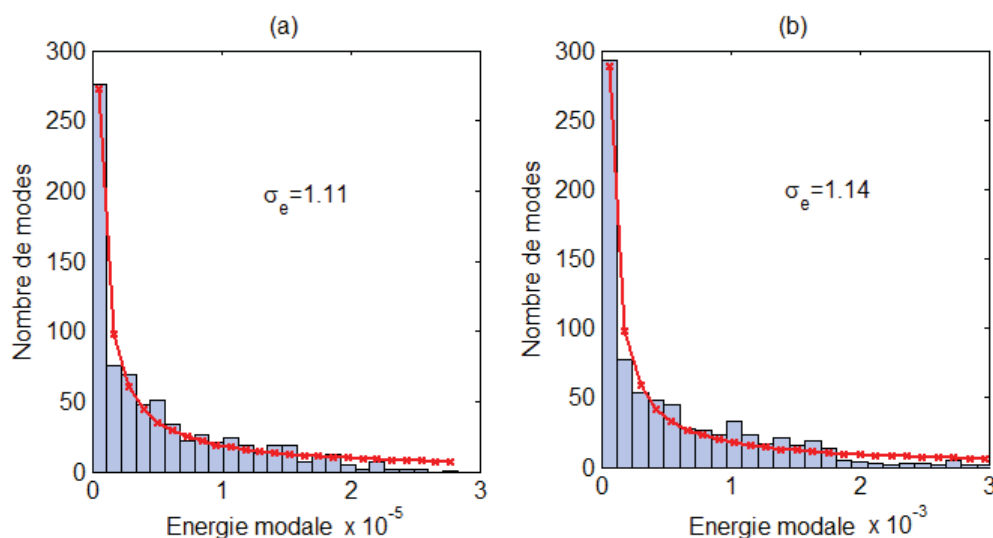 (a)
300
250
200
150
100
50
0
Nombre de modes
σe=1.11
0 1 2 3
Energie modale x 10-5
(b)
300
250
200
150
100
50
0
Nombre de modes
σe=1.14
0 1 2 3
Energie modale x 10-3